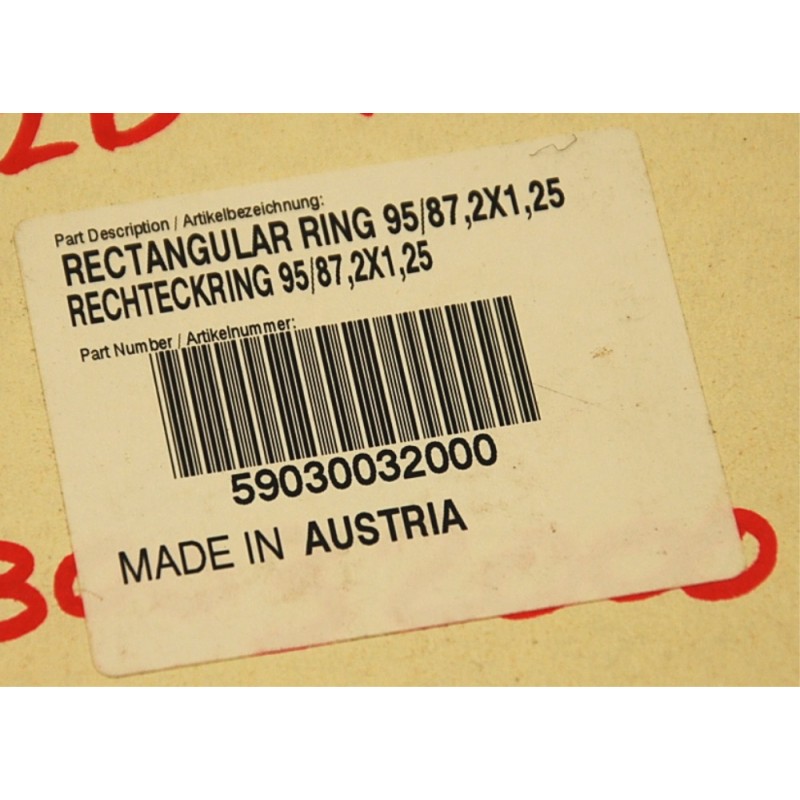 Part Description / Artikelbezeichnung:
RECTANGULAR RING 95/87,2X1,25
RECHTECKRING 95/87,2X1,25
Part Number / Artikelnummer:
59030032000
MADE IN AUSTRIA